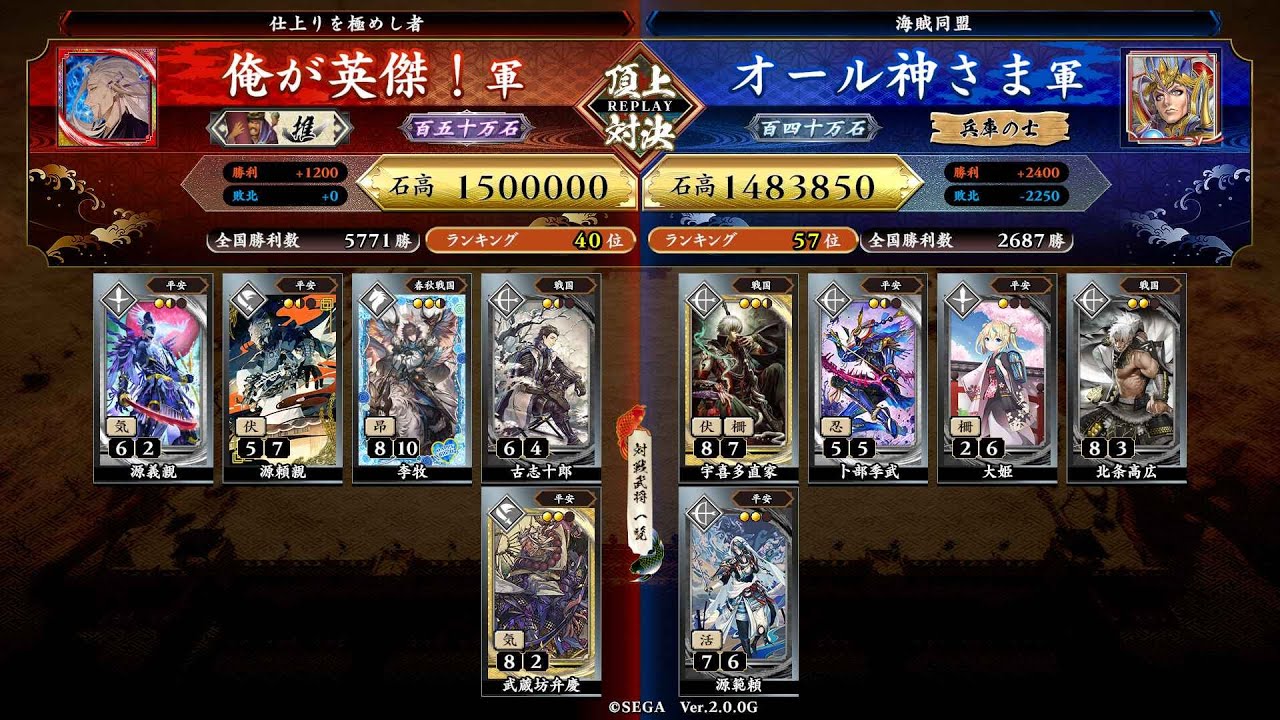 仕上りを極めし者
海賊同盟
俺が英傑！軍
頂上
REPLAY
対決
オール神さま軍
推
百五十万石
百四十万石
兵庫の士
勝利 +1200
敗北 +0
石高 1500000
石高 1483850
勝利 +2400
敗北 -2250
全国勝利数 5771勝
ランキング 40位
ランキング 57位
全国勝利数 2687勝
平安
平安
春秋戦国
戦国
戦国
平安
平安
戦国
気
伏
昂
伏 柵
忍
柵
6 2
5 7
8 10
6 4
8 7
5 5
2 6
8 3
源義親
源頼親
李牧
古志十郎
宇喜多直家
卜部季武
大姫
北条高広
対戦武将一覧
平安
平安
気
活
8 2
7 6
武蔵坊弁慶
源範頼
©SEGA Ver.2.0.0G